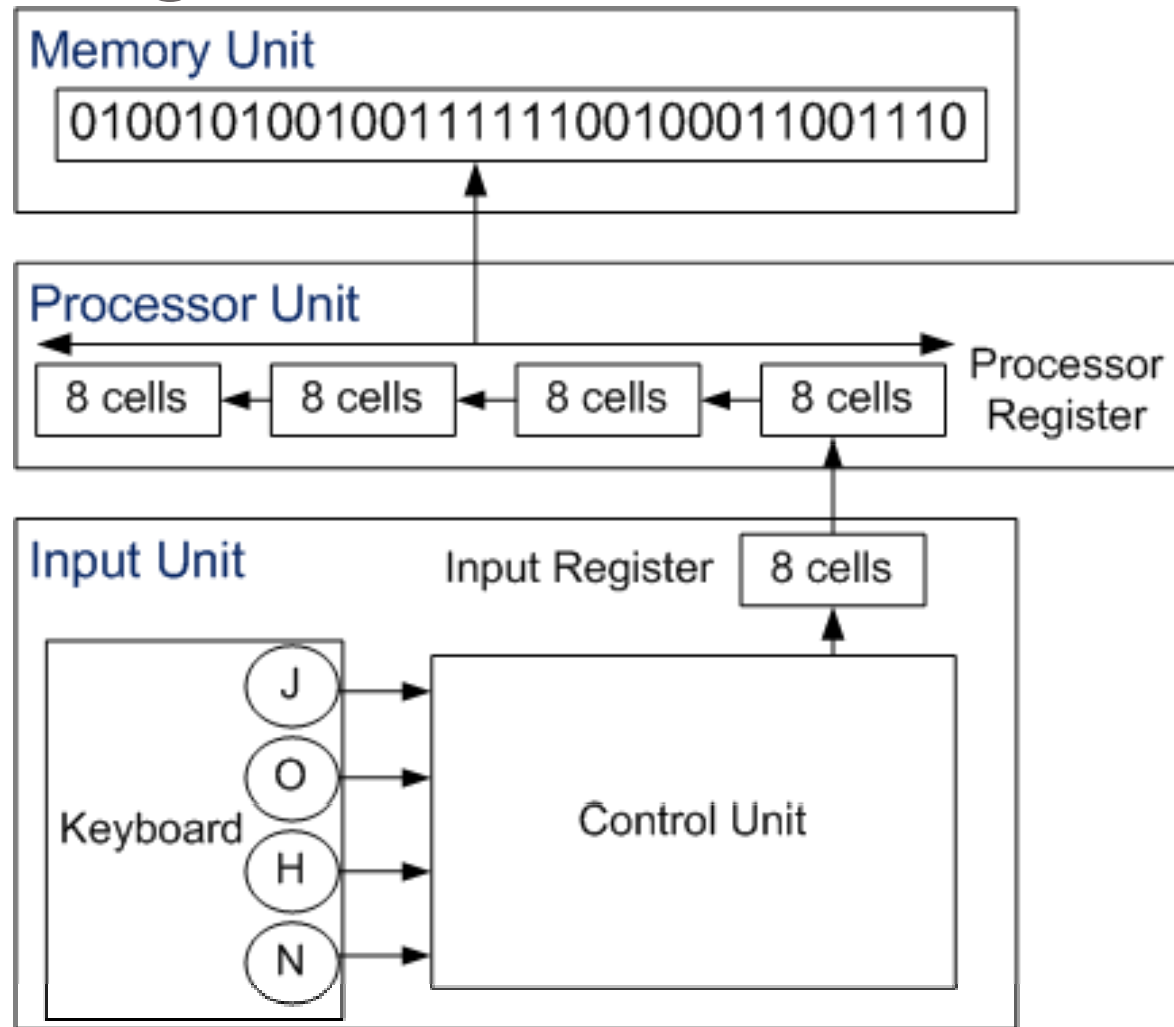 Memory Unit
01001010010011111100100011001110
Processor Unit
8 cells 8 cells 8 cells 8 cells
Processor
Register
Input Unit
Input Register 8 cells
Keyboard
J
O
H
N
Control Unit